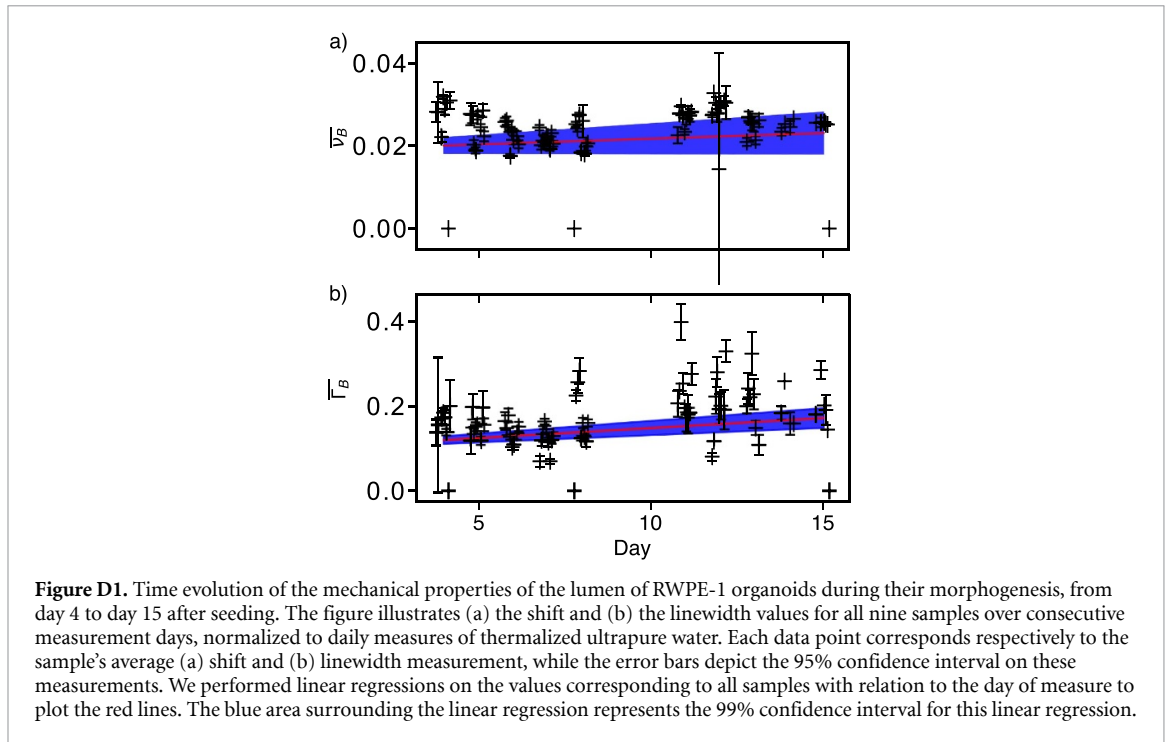 a)
0.04
0.02
0.00
ν̅_B
b)
0.4
0.2
0.0
Γ̅_B
5 10 15
Day
Figure D1. Time evolution of the mechanical properties of the lumen of RWPE-1 organoids during their morphogenesis, from
day 4 to day 15 after seeding. The figure illustrates (a) the shift and (b) the linewidth values for all nine samples over consecutive
measurement days, normalized to daily measures of thermalized ultrapure water. Each data point corresponds respectively to the
sample's average (a) shift and (b) linewidth measurement, while the error bars depict the 95% confidence interval on these
measurements. We performed linear regressions on the values corresponding to all samples with relation to the day of measure to
plot the red lines. The blue area surrounding the linear regression represents the 99% confidence interval for this linear regression.